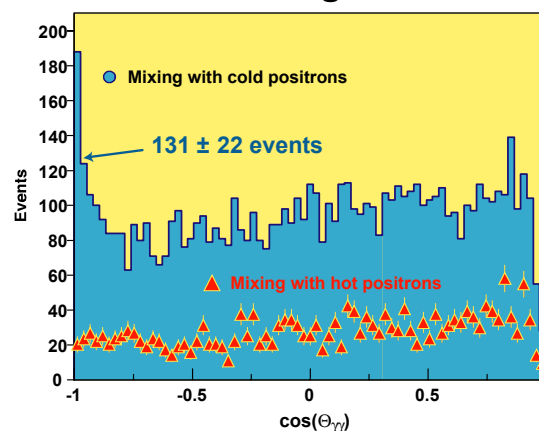 200
180
160
140
120
100
80
60
40
20
0
Events
Mixing with cold positrons
131 ± 22 events
Mixing with hot positrons
-1 -0.5 0 0.5
cos(Θγγ)